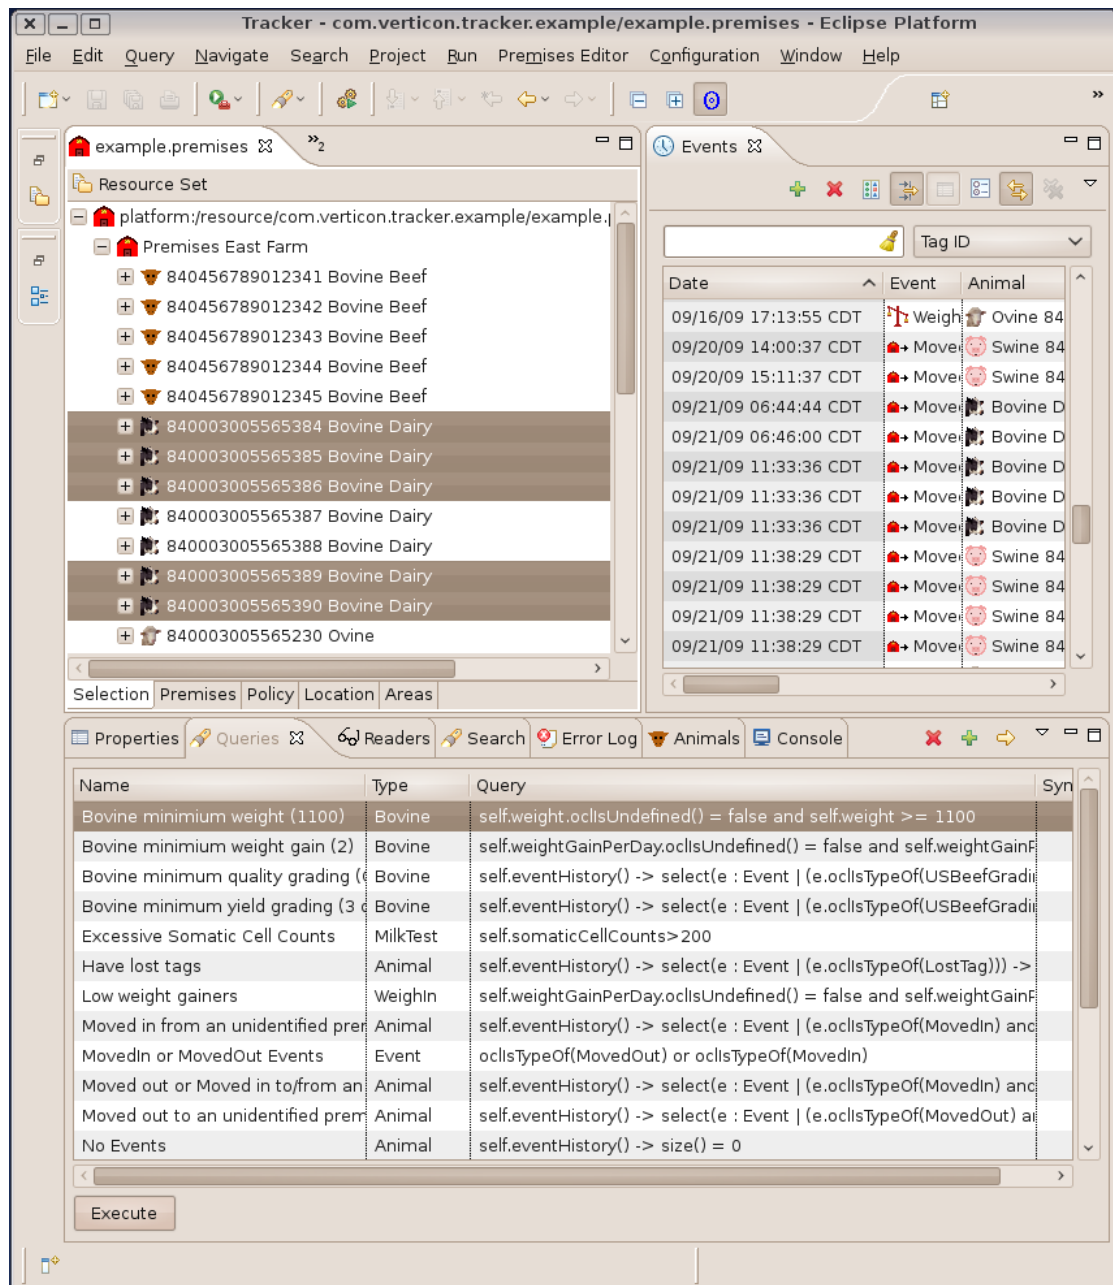 Tracker - com.verticon.tracker.example/example.premises - Eclipse Platform
File Edit Query Navigate Search Project Run Premises Editor Configuration Window Help
example.premises
»2
Resource Set
platform:/resource/com.verticon.tracker.example/example.
Premises East Farm
840456789012341 Bovine Beef
840456789012342 Bovine Beef
840456789012343 Bovine Beef
840456789012344 Bovine Beef
840456789012345 Bovine Beef
840003005565384 Bovine Dairy
840003005565385 Bovine Dairy
840003005565386 Bovine Dairy
840003005565387 Bovine Dairy
840003005565388 Bovine Dairy
840003005565389 Bovine Dairy
840003005565390 Bovine Dairy
840003005565230 Ovine
Selection Premises Policy Location Areas
Events
Tag ID
Date Event Animal
09/16/09 17:13:55 CDT Weigh Ovine 84
09/20/09 14:00:37 CDT Move Swine 84
09/20/09 15:11:37 CDT Move Swine 84
09/21/09 06:44:44 CDT Move Bovine D
09/21/09 06:46:00 CDT Move Bovine D
09/21/09 11:33:36 CDT Move Bovine D
09/21/09 11:33:36 CDT Move Bovine D
09/21/09 11:33:36 CDT Move Bovine D
09/21/09 11:38:29 CDT Move Swine 84
09/21/09 11:38:29 CDT Move Swine 84
09/21/09 11:38:29 CDT Move Swine 84
09/21/09 11:38:29 CDT Move Swine 84
Properties Queries Readers Search Error Log Animals Console
Name Type Query Syn
Bovine minimium weight (1100) Bovine self.weight.oclIsUndefined() = false and self.weight >= 1100
Bovine minimium weight gain (2) Bovine self.weightGainPerDay.oclIsUndefined() = false and self.weightGain
Bovine minimum quality grading ( Bovine self.eventHistory() -> select(e : Event | (e.oclIsTypeOf(USBeefGradi
Bovine minimum yield grading (3 Bovine self.eventHistory() -> select(e : Event | (e.oclIsTypeOf(USBeefGradi
Excessive Somatic Cell Counts MilkTest self.somaticCellCounts>200
Have lost tags Animal self.eventHistory() -> select(e : Event | (e.oclIsTypeOf(LostTag))) ->
Low weight gainers WeighIn self.weightGainPerDay.oclIsUndefined() = false and self.weightGain
Moved in from an unidentified prer Animal self.eventHistory() -> select(e : Event | (e.oclIsTypeOf(MovedIn) and
MovedIn or MovedOut Events Event oclIsTypeOf(MovedOut) or oclIsTypeOf(MovedIn)
Moved out or Moved in to/from an Animal self.eventHistory() -> select(e : Event | (e.oclIsTypeOf(MovedIn) and
Moved out to an unidentified prem Animal self.eventHistory() -> select(e : Event | (e.oclIsTypeOf(MovedOut) a
No Events Animal self.eventHistory() -> size() = 0
Execute